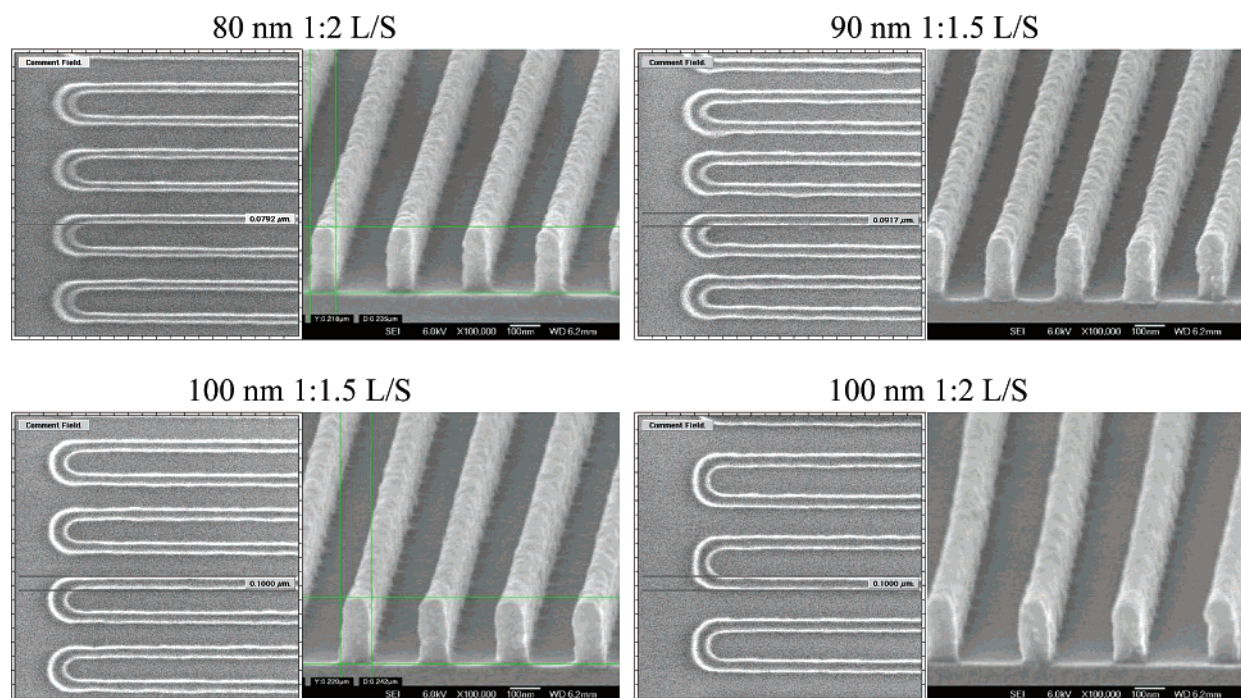 80 nm 1:2 L/S
90 nm 1:1.5 L/S
Comment Field.
0.0792 µm.
Y:0.218µm D:0.235µm
SEI 6.0kV X100,000 100nm WD 6.2mm
Comment Field.
0.0917 µm.
SEI 6.0kV X100,000 100nm WD 6.2mm
100 nm 1:1.5 L/S
100 nm 1:2 L/S
Comment Field.
0.1000 µm.
Y:0.220µm D:0.242µm
SEI 6.0kV X100,000 100nm WD 6.2mm
Comment Field.
0.1000 µm.
SEI 6.0kV X100,000 100nm WD 6.2mm